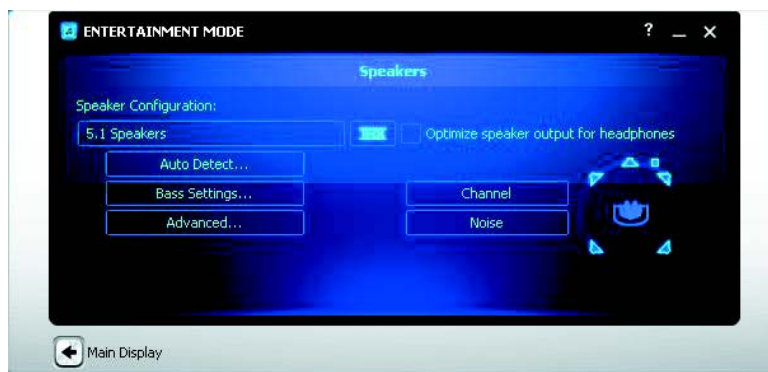 ENTERTAINMENT MODE ? _ X
Speakers
Speaker Configuration:
5.1 Speakers
Optimize speaker output for headphones
Auto Detect...
Bass Settings...
Channel
Advanced...
Noise
Main Display